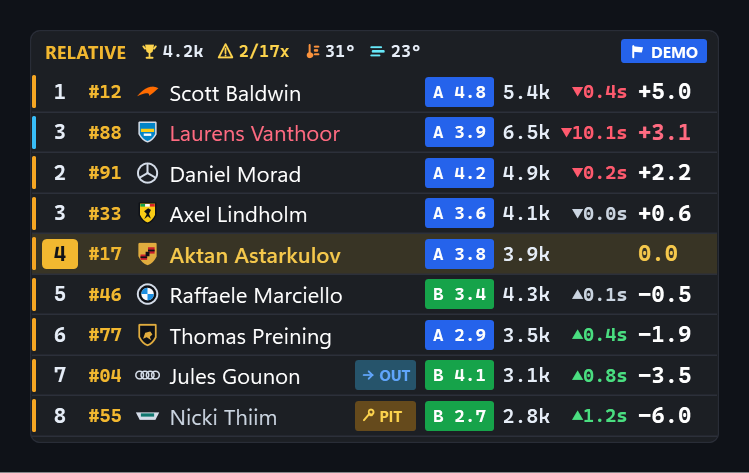 RELATIVE 4.2k 2/17x 31° 23° DEMO
1 #12 Scott Baldwin A 4.8 5.4k ▼0.4s +5.0
3 #88 Laurens Vanthoor A 3.9 6.5k ▼10.1s +3.1
2 #91 Daniel Morad A 4.2 4.9k ▼0.2s +2.2
3 #33 Axel Lindholm A 3.6 4.1k ▼0.0s +0.6
4 #17 Aktan Astarkulov A 3.8 3.9k 0.0
5 #46 Raffaele Marciello B 3.4 4.3k ▲0.1s −0.5
6 #77 Thomas Preining A 2.9 3.5k ▲0.4s −1.9
7 #04 Jules Gounon → OUT B 4.1 3.1k ▲0.8s −3.5
8 #55 Nicki Thiim PIT B 2.7 2.8k ▲1.2s −6.0